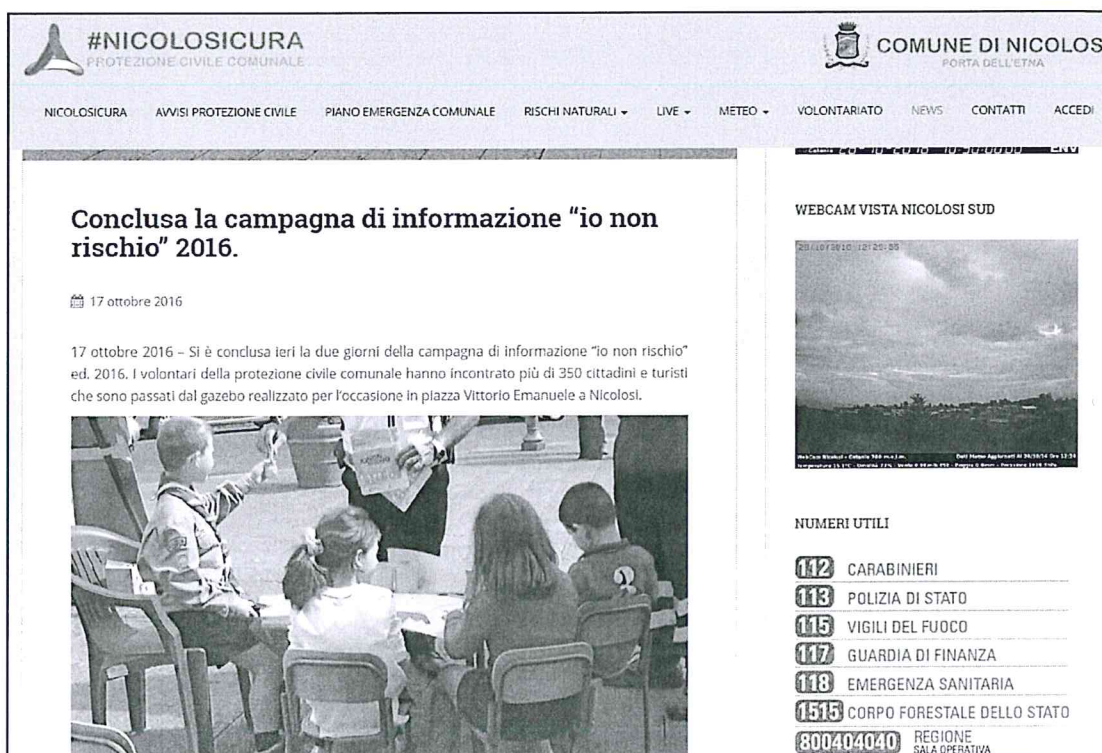 #NICOLOSICURA
PROTEZIONE CIVILE COMUNALE
COMUNE DI NICOLOS
PORTA DELL'ETNA
NICOLOSICURA AVVISI PROTEZIONE CIVILE PIANO EMERGENZA COMUNALE RISCHI NATURALI LIVE METEO VOLONTARIATO NEWS CONTATTI ACCEDI
Conclusa la campagna di informazione “io non
rischio” 2016.
17 ottobre 2016
17 ottobre 2016 – Si è conclusa ieri la due giorni della campagna di informazione “io non rischio”
ed. 2016. I volontari della protezione civile comunale hanno incontrato più di 350 cittadini e turisti
che sono passati dal gazebo realizzato per l'occasione in piazza Vittorio Emanuele a Nicolosi.
WEBCAM VISTA NICOLOSI SUD
NUMERI UTILI
112 CARABINIERI
113 POLIZIA DI STATO
115 VIGILI DEL FUOCO
117 GUARDIA DI FINANZA
118 EMERGENZA SANITARIA
1515 CORPO FORESTALE DELLO STATO
800404040 REGIONE
SALA OPERATIVA